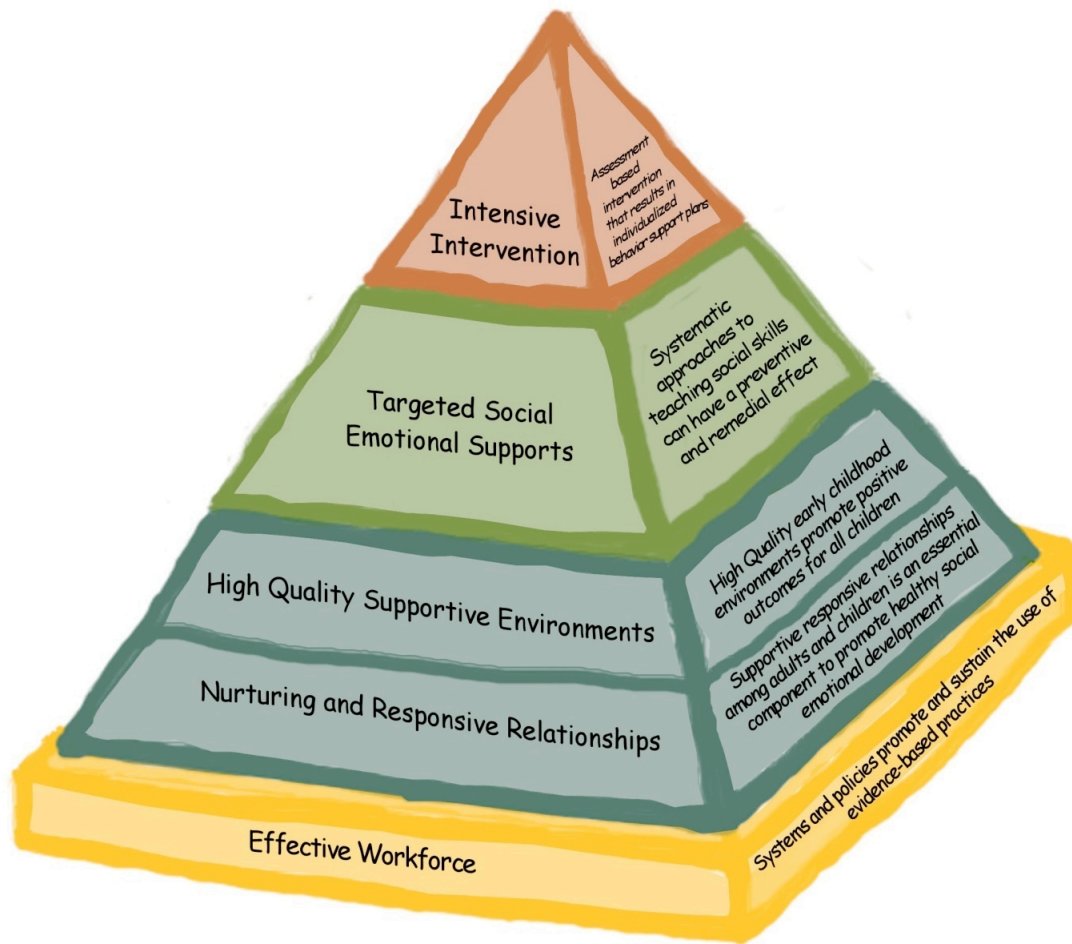 Intensive
Intervention
Assessment
based
intervention
that results in
individualized
behavior support plans
Targeted Social
Emotional Supports
Systematic
approaches to
teaching social skills
can have a preventive
and remedial effect
High Quality Supportive Environments
High Quality early childhood
environments promote positive
outcomes for all children
Nurturing and Responsive Relationships
Supportive responsive relationships
among adults and children is an essential
component to promote healthy social
emotional development
Effective Workforce
Systems and policies promote and sustain the use of
evidence-based practices